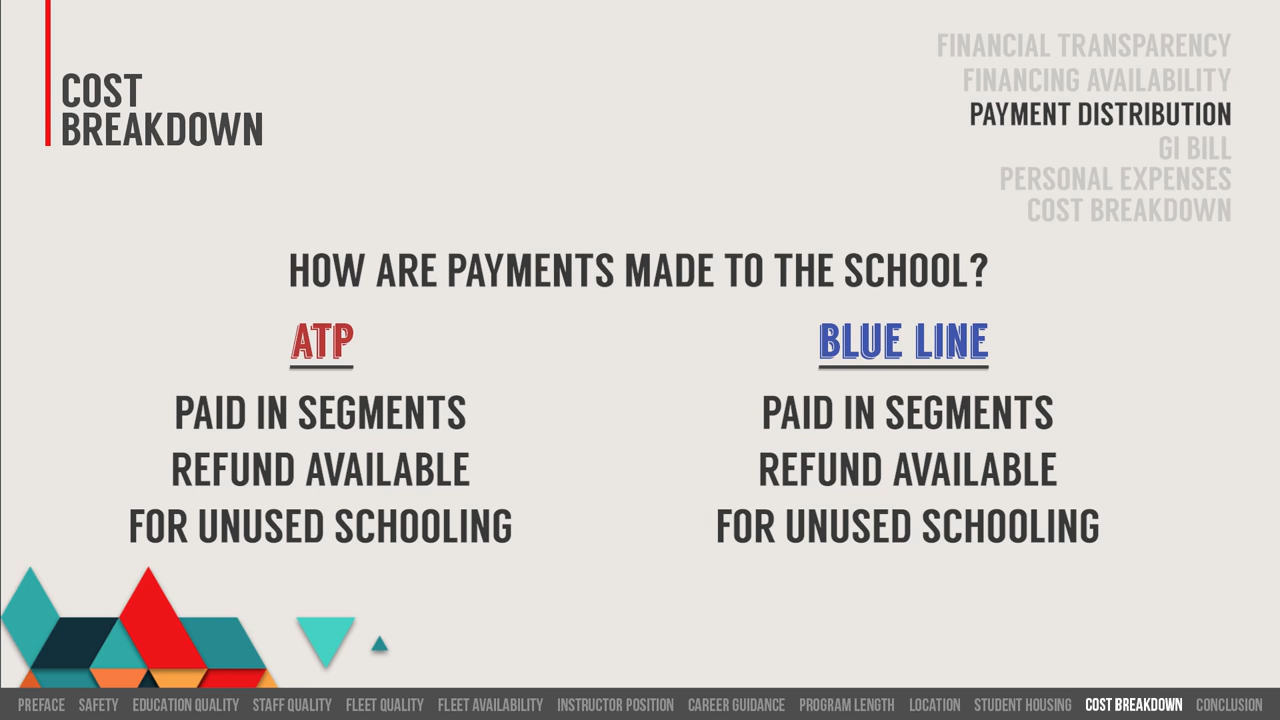 COST
BREAKDOWN
FINANCIAL TRANSPARENCY
FINANCING AVAILABILITY
PAYMENT DISTRIBUTION
GI BILL
PERSONAL EXPENSES
COST BREAKDOWN
HOW ARE PAYMENTS MADE TO THE SCHOOL?
ATP
PAID IN SEGMENTS
REFUND AVAILABLE
FOR UNUSED SCHOOLING
BLUE LINE
PAID IN SEGMENTS
REFUND AVAILABLE
FOR UNUSED SCHOOLING
PREFACE SAFETY EDUCATION QUALITY STAFF QUALITY FLEET QUALITY FLEET AVAILABILITY INSTRUCTOR POSITION CAREER GUIDANCE PROGRAM LENGTH LOCATION STUDENT HOUSING COST BREAKDOWN CONCLUSION